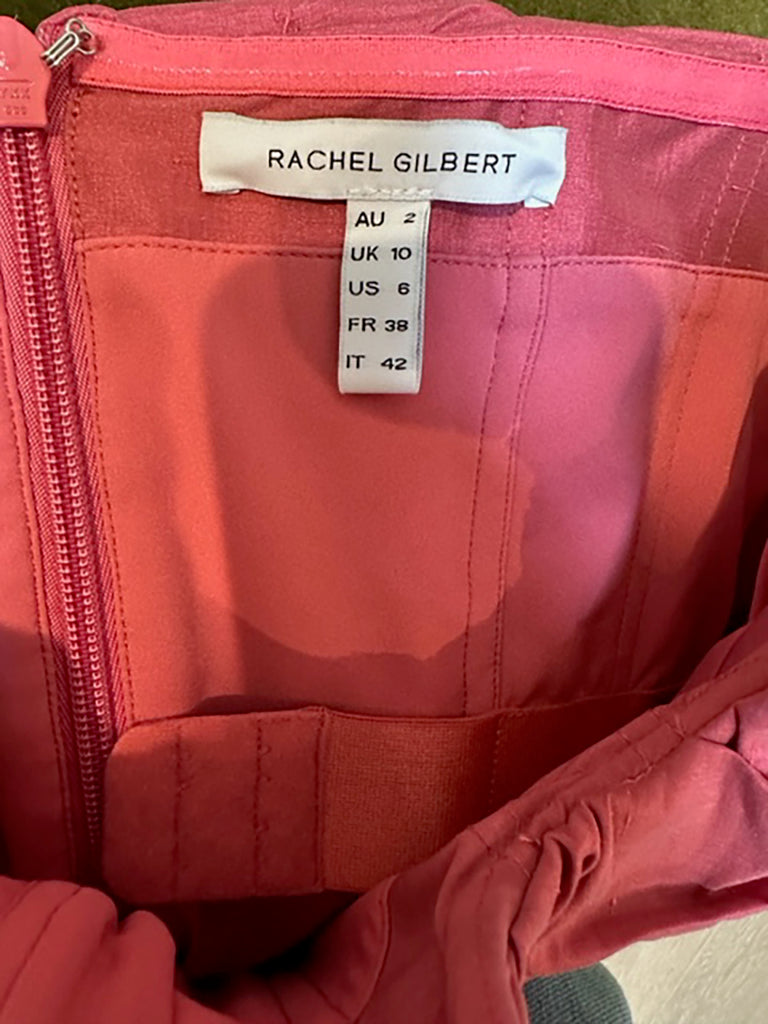 RACHEL GILBERT
AU 2
UK 10
US 6
FR 38
IT 42